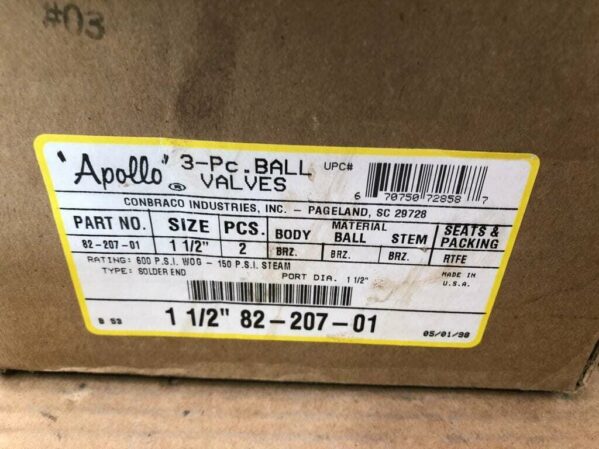 #03
"Apollo"® 3-Pc. BALL VALVES UPC#
6 70750 72858 7
CONBRACO INDUSTRIES, INC. - PAGELAND, SC 29728
PART NO. SIZE PCS. MATERIAL BODY BALL STEM SEATS & PACKING
82-207-01 1 1/2" 2 BRZ. BRZ. BRZ. RTFE
RATING: 600 P.S.I. WOG - 150 P.S.I. STEAM
TYPE: SOLDER END PORT DIA. 1 1/2"
MADE IN U.S.A.
1 1/2" 82-207-01
05/01/98